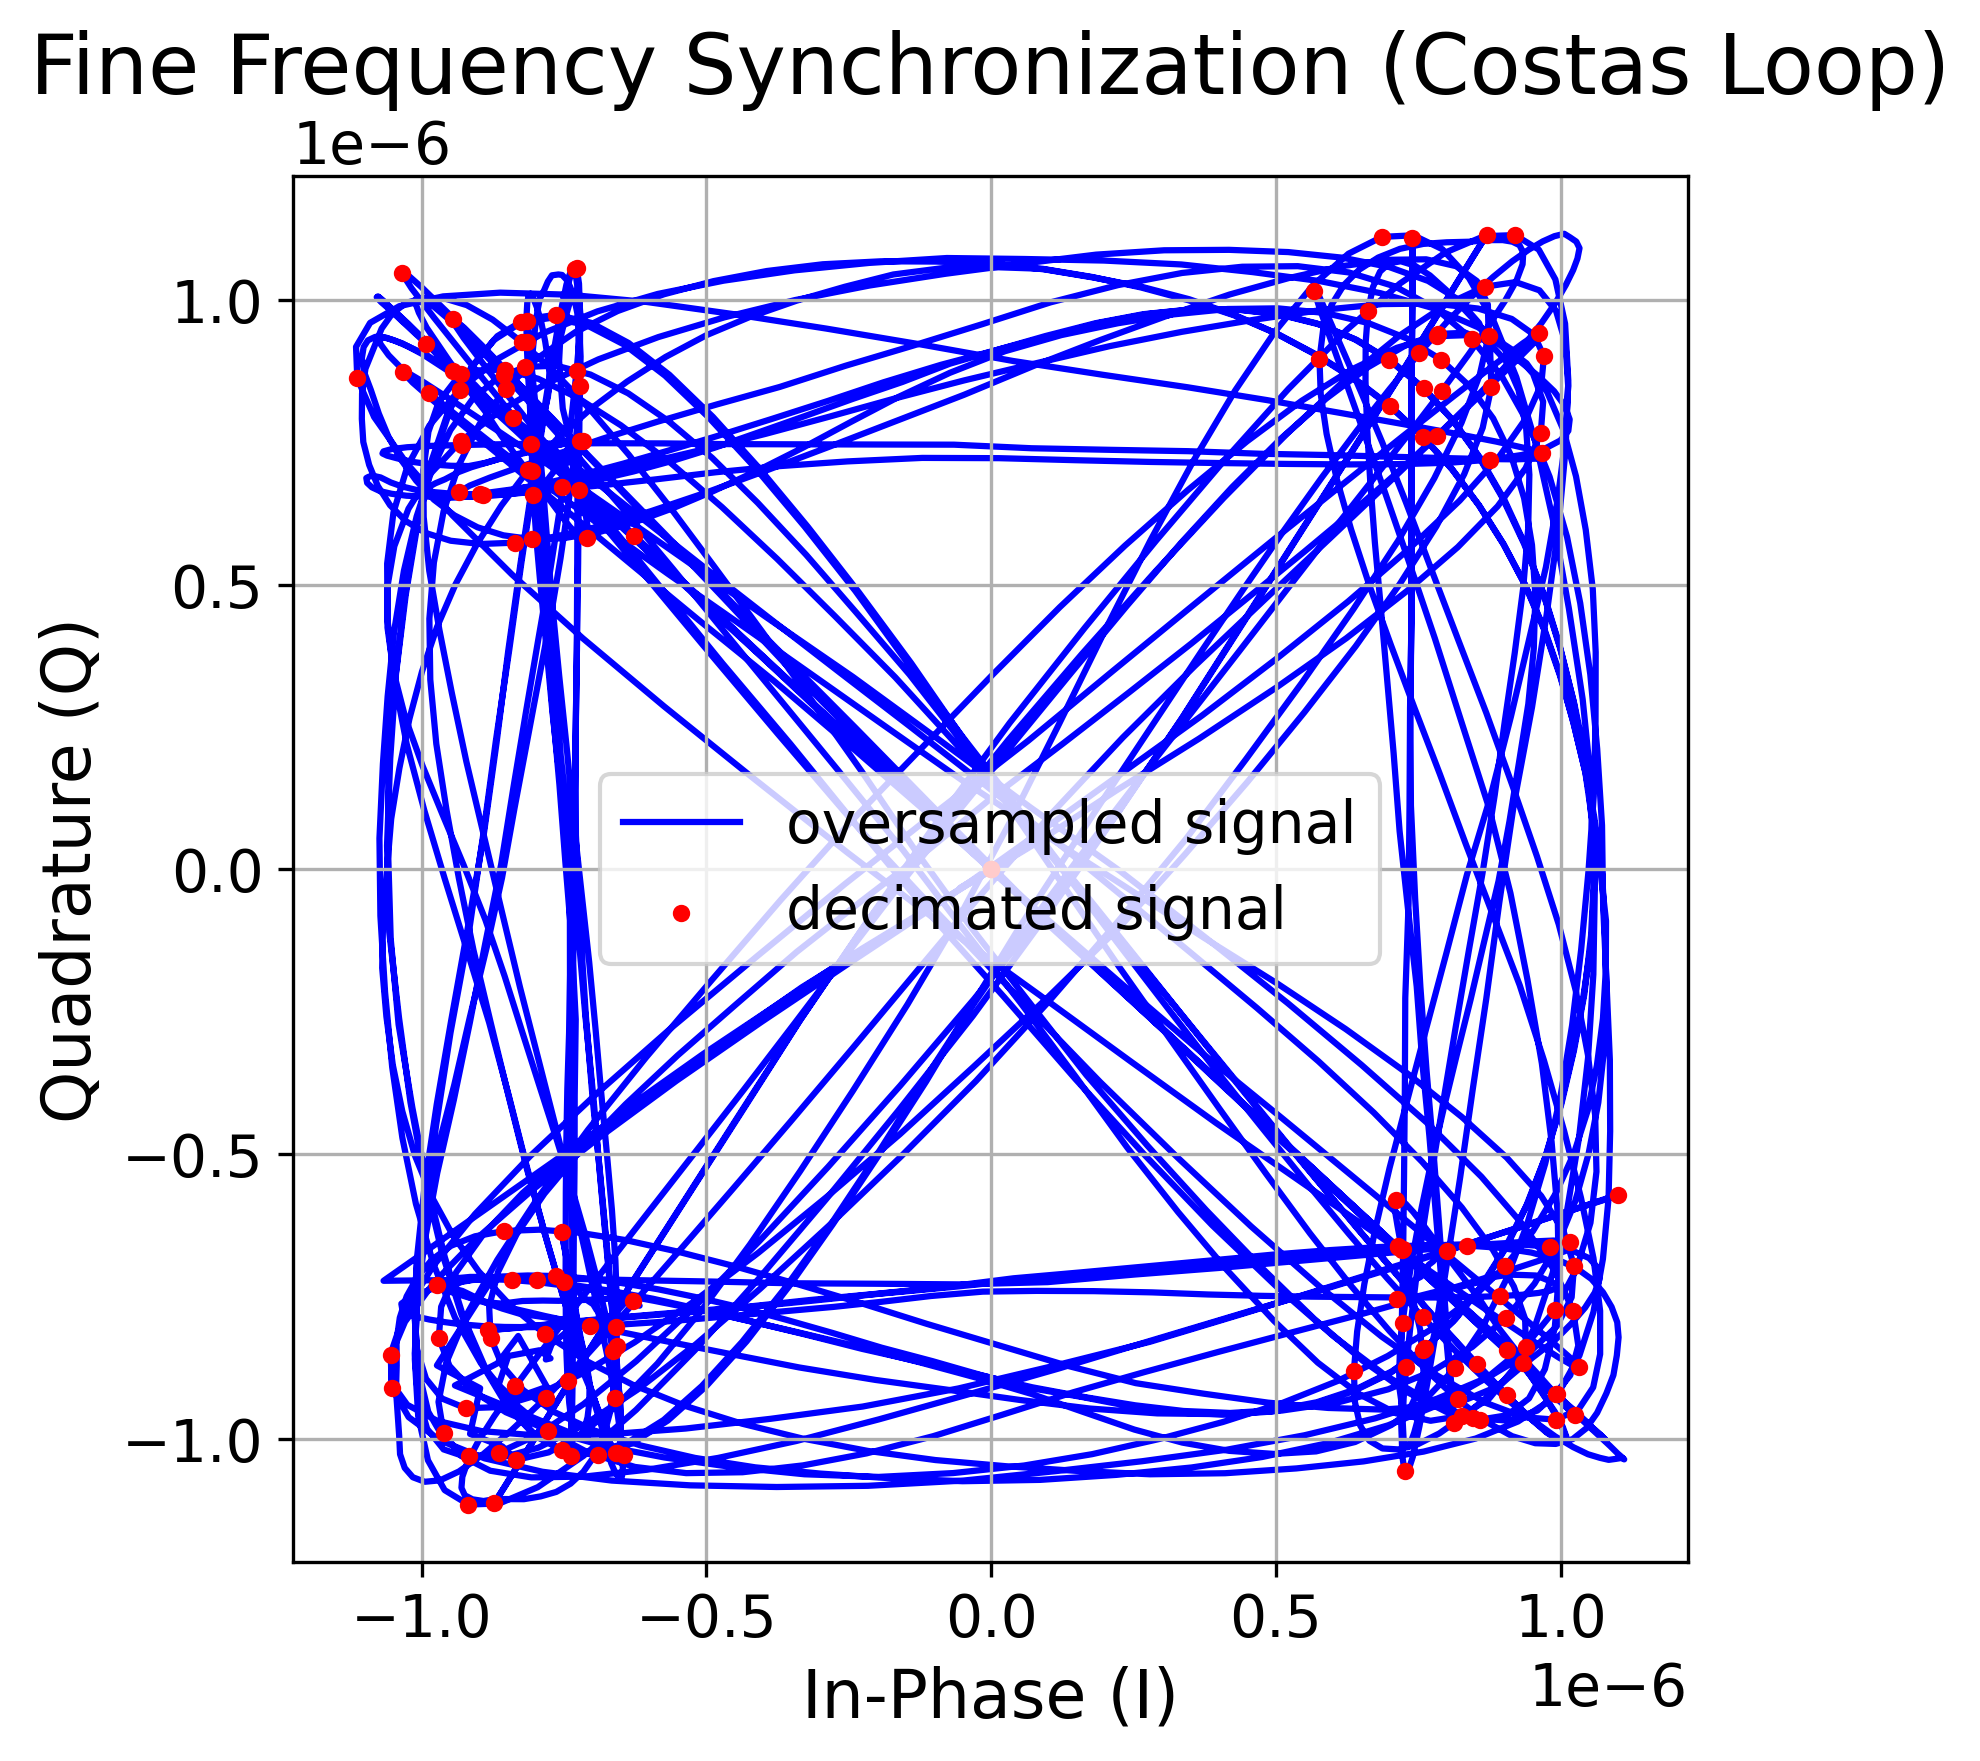 Fine Frequency Synchronization (Costas Loop)
1e−6
1.0
0.5
0.0
−0.5
−1.0
Quadrature (Q)
oversampled signal
decimated signal
−1.0 −0.5 0.0 0.5 1.0
1e−6
In-Phase (I)